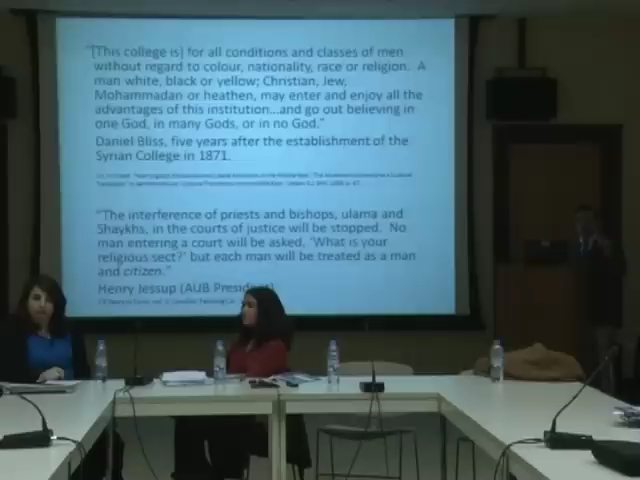 "[This college is] for all conditions and classes of men
without regard to colour, nationality, race or religion. A
man white, black or yellow; Christian, Jew,
Mohammadan or heathen, may enter and enjoy all the
advantages of this institution...and go out believing in
one God, in many Gods, or in no God."
Daniel Bliss, five years after the establishment of the
Syrian College in 1871.
"The interference of priests and bishops, ulama and
Shaykhs, in the courts of justice will be stopped. No
man entering a court will be asked, 'What is your
religious sect?' but each man will be treated as a man
and citizen."
Henry Jessup (AUB President)